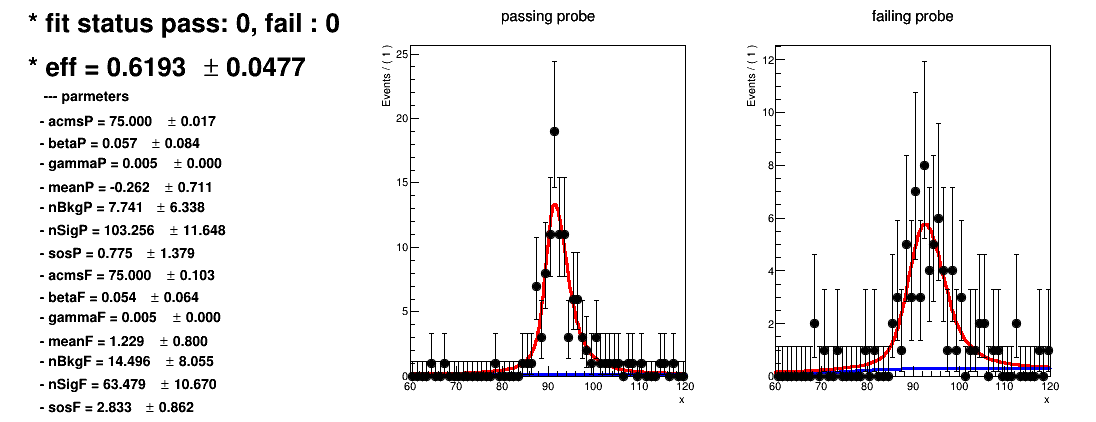 * fit status pass: 0, fail : 0
* eff = 0.6193 ± 0.0477
--- parmeters
- acmsP = 75.000 ± 0.017
- betaP = 0.057 ± 0.084
- gammaP = 0.005 ± 0.000
- meanP = -0.262 ± 0.711
- nBkgP = 7.741 ± 6.338
- nSigP = 103.256 ± 11.648
- sosP = 0.775 ± 1.379
- acmsF = 75.000 ± 0.103
- betaF = 0.054 ± 0.064
- gammaF = 0.005 ± 0.000
- meanF = 1.229 ± 0.800
- nBkgF = 14.496 ± 8.055
- nSigF = 63.479 ± 10.670
- sosF = 2.833 ± 0.862
passing probe
Events / ( 1 )
25
20
15
10
5
0
60 70 80 90 100 110 120
x
failing probe
Events / ( 1 )
12
10
8
6
4
2
0
60 70 80 90 100 110 120
x